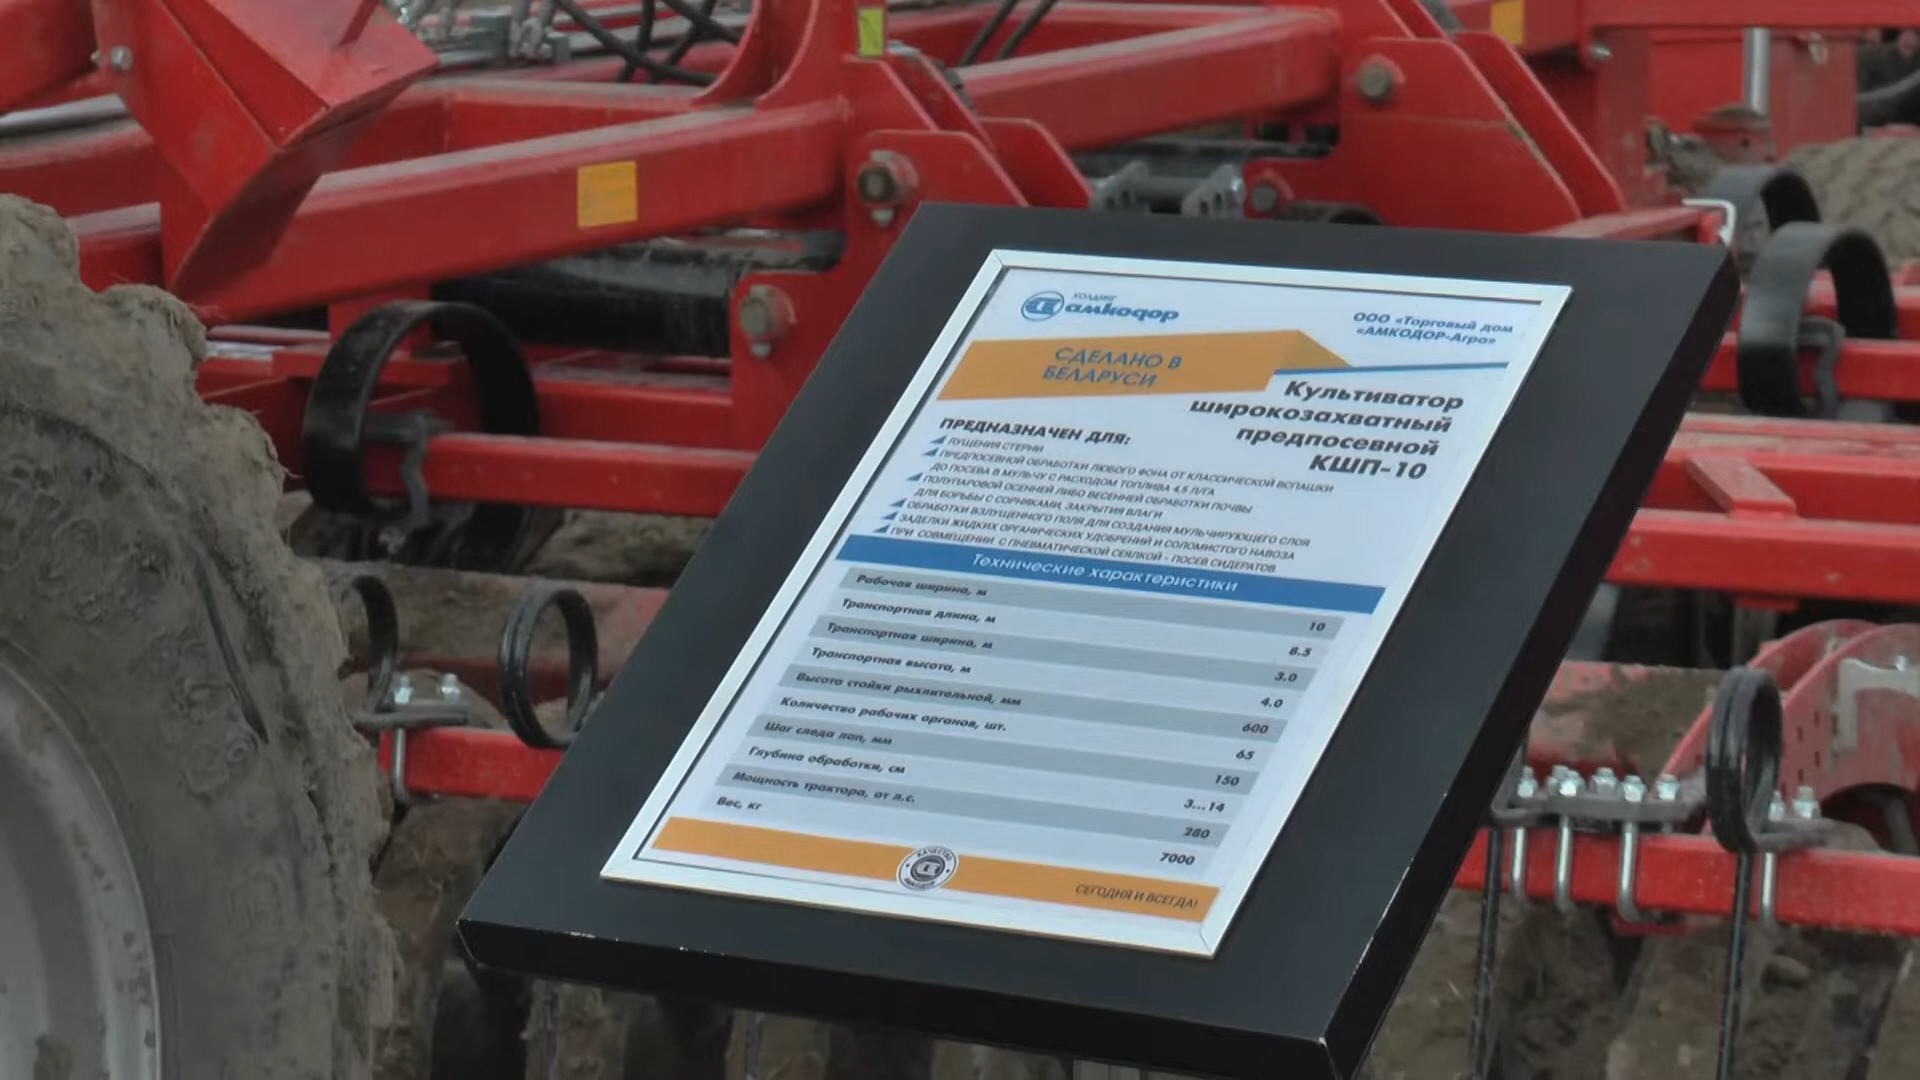 ХОЛДИНГ
амкодор
ООО «Торговый дом
«АМКОДОР-Агро»
СДЕЛАНО В
БЕЛАРУСИ
Культиватор
широкозахватный
предпосевной
КШП-10
ПРЕДНАЗНАЧЕН ДЛЯ:
ЛУЩЕНИЯ СТЕРНИ
ПРЕДПОСЕВНОЙ ОБРАБОТКИ ЛЮБОГО ФОНА ОТ КЛАССИЧЕСКОЙ ВСПАШКИ
ДО ПОСЕВА В МУЛЬЧУ С РАСХОДОМ ТОПЛИВА 4,5 Л/ГА
ПОЛУПАРОВОЙ ОСЕННЕЙ ЛИБО ВЕСЕННЕЙ ОБРАБОТКИ ПОЧВЫ
ДЛЯ БОРЬБЫ С СОРНЯКАМИ, ЗАКРЫТИЯ ВЛАГИ
ОБРАБОТКИ ВЗЛУЩЕННОГО ПОЛЯ ДЛЯ СОЗДАНИЯ МУЛЬЧИРУЮЩЕГО СЛОЯ
ЗАДЕЛКИ ЖИДКИХ ОРГАНИЧЕСКИХ УДОБРЕНИЙ И СОЛОМИСТОГО НАВОЗА
ПРИ СОВМЕЩЕНИИ С ПНЕВМАТИЧЕСКОЙ СЕЯЛКОЙ - ПОСЕВ СИДЕРАТОВ
Технические характеристики
Рабочая ширина, м 10
Транспортная длина, м 8.5
Транспортная ширина, м 3.0
Транспортная высота, м 4.0
Высота стойки рыхлительной, мм 600
Количество рабочих органов, шт. 65
Шаг следа лап, мм 150
Глубина обработки, см 3...14
Мощность трактора, от л.с. 280
Вес, кг 7000
КАЧЕСТВО
АМКОДОР
СЕГОДНЯ И ВСЕГДА!